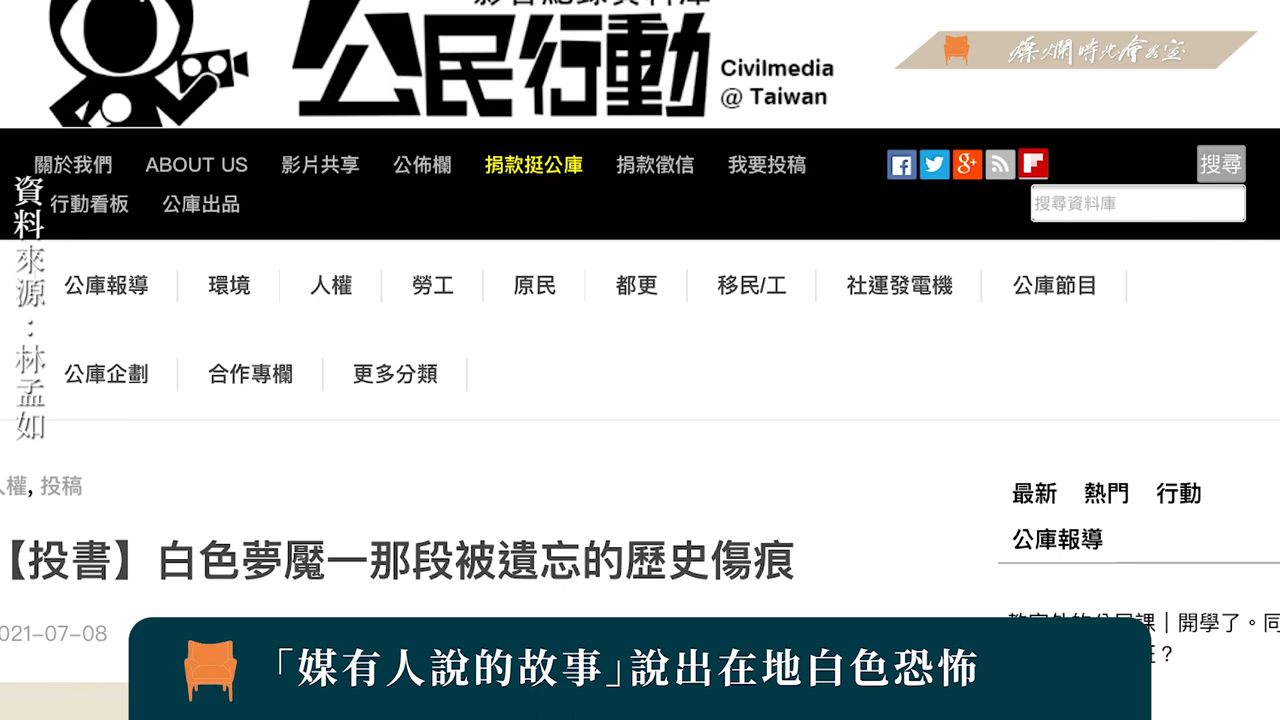 公民行動
Civilmedia
@ Taiwan
關於我們 ABOUT US 影片共享 公佈欄 捐款挺公庫 捐款徵信 我要投稿
搜尋
行動看板 公庫出品
搜尋資料庫
資料來源：林孟如
公庫報導 環境 人權 勞工 原民 都更 移民/工 社運發電機 公庫節目
公庫企劃 合作專欄 更多分類
人權, 投稿
最新 熱門 行動
公庫報導
【投書】白色夢魘一那段被遺忘的歷史傷痕
2021-07-08
課｜開學了。同
「媒有人說的故事」說出在地白色恐怖